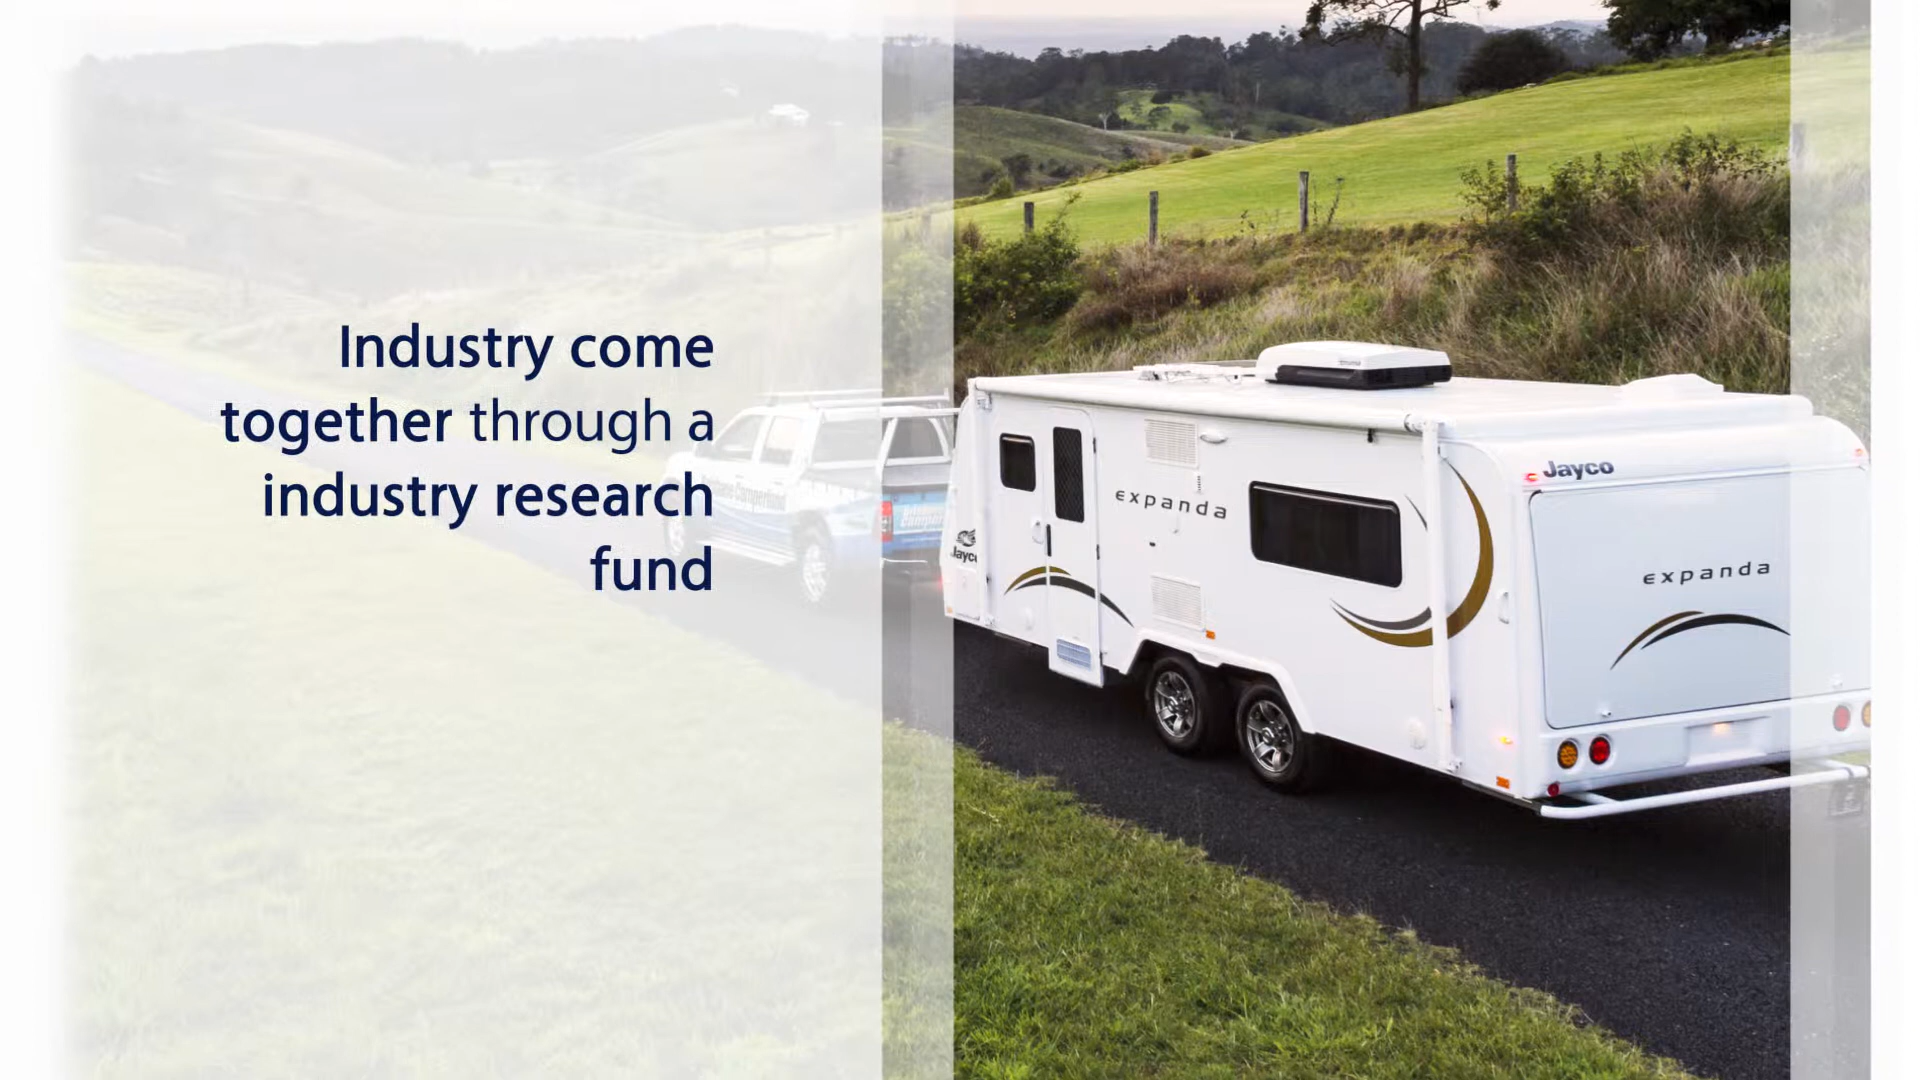 Industry come
together through a
industry research
fund
Jayco
expanda
expanda
Jayco